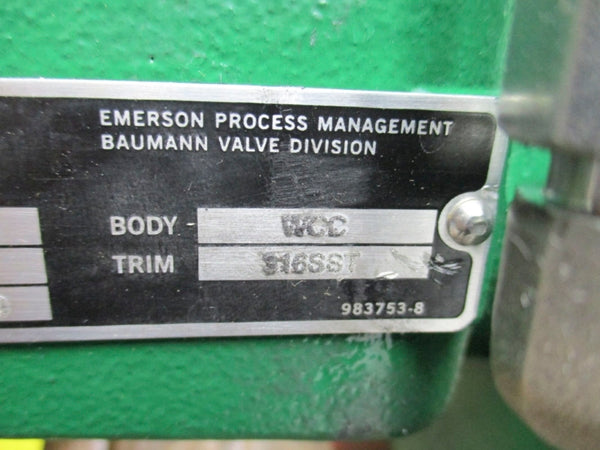 EMERSON PROCESS MANAGEMENT
BAUMANN VALVE DIVISION
BODY WCC
TRIM 316SST
983753-8